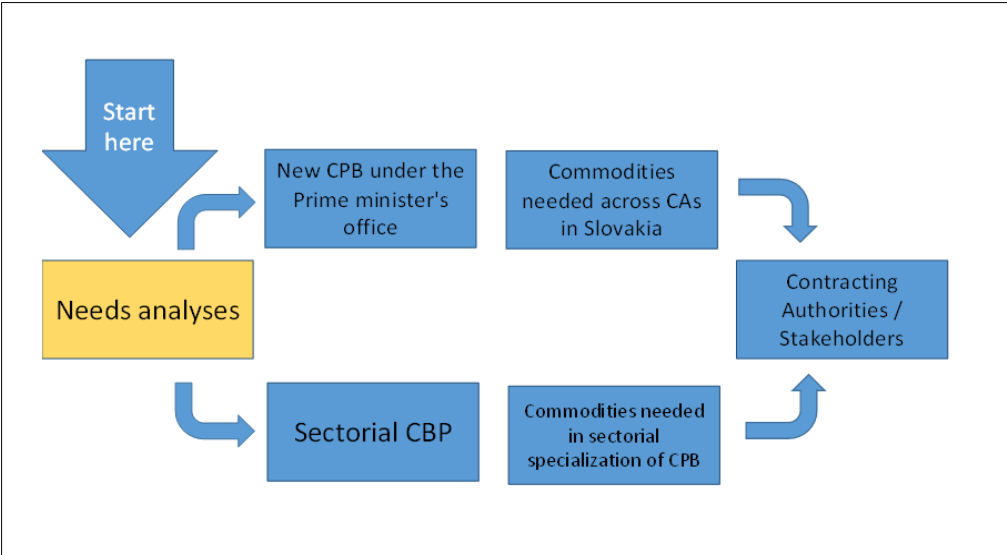 Start
here
New CPB under the
Prime minister's
office
Commodities
needed across CAs
in Slovakia
Needs analyses
Contracting
Authorities /
Stakeholders
Sectorial CBP
Commodities needed
in sectorial
specialization of CPB